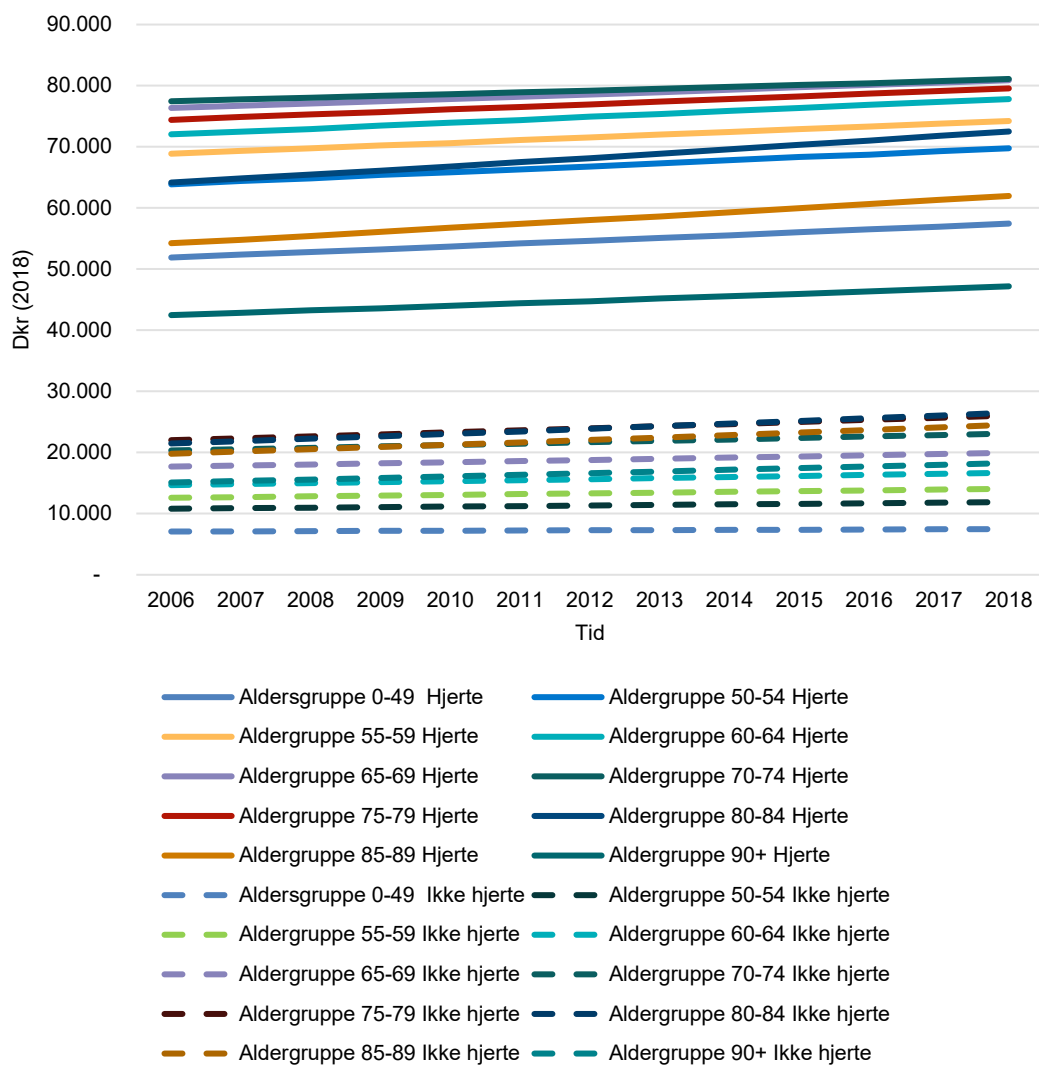 90.000
80.000
70.000
60.000
50.000
40.000
30.000
20.000
10.000
-
Dkr (2018)
2006 2007 2008 2009 2010 2011 2012 2013 2014 2015 2016 2017 2018
Tid
Aldersgruppe 0-49 Hjerte Aldergruppe 50-54 Hjerte
Aldergruppe 55-59 Hjerte Aldergruppe 60-64 Hjerte
Aldergruppe 65-69 Hjerte Aldergruppe 70-74 Hjerte
Aldergruppe 75-79 Hjerte Aldergruppe 80-84 Hjerte
Aldergruppe 85-89 Hjerte Aldergruppe 90+ Hjerte
Aldersgruppe 0-49 Ikke hjerte Aldergruppe 50-54 Ikke hjerte
Aldergruppe 55-59 Ikke hjerte Aldergruppe 60-64 Ikke hjerte
Aldergruppe 65-69 Ikke hjerte Aldergruppe 70-74 Ikke hjerte
Aldergruppe 75-79 Ikke hjerte Aldergruppe 80-84 Ikke hjerte
Aldergruppe 85-89 Ikke hjerte Aldergruppe 90+ Ikke hjerte